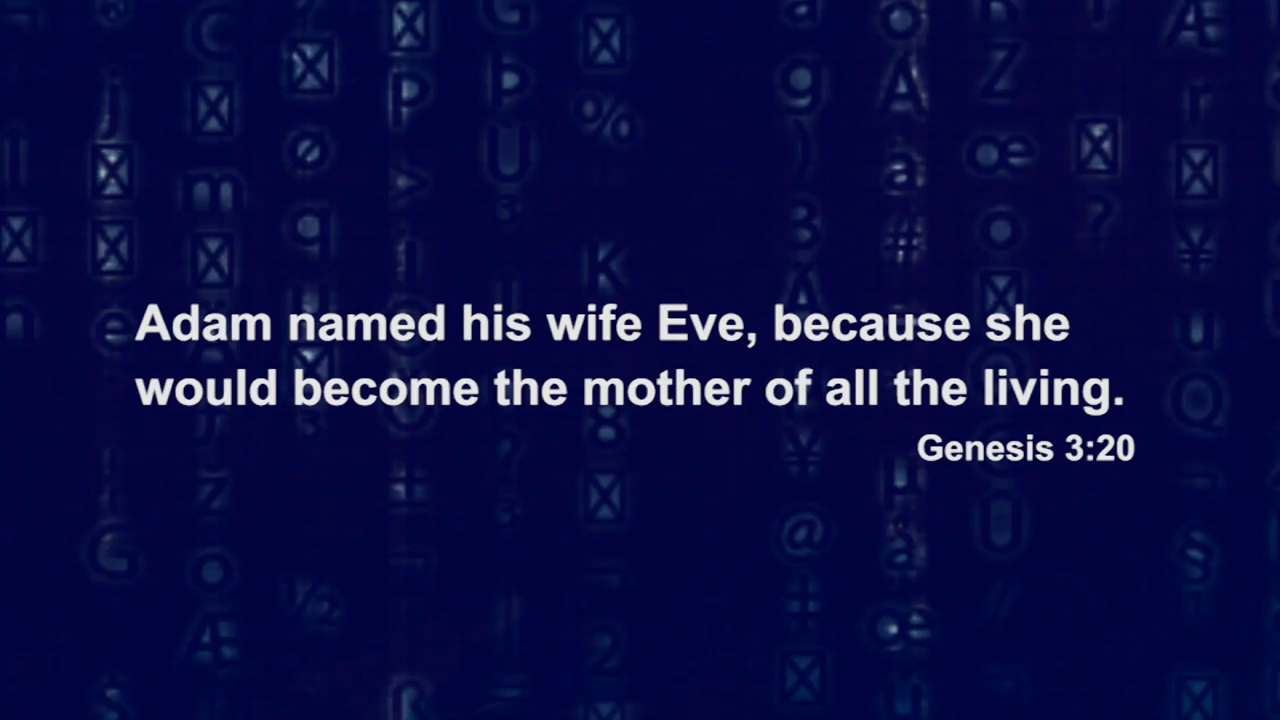 Adam named his wife Eve, because she
would become the mother of all the living.
Genesis 3:20